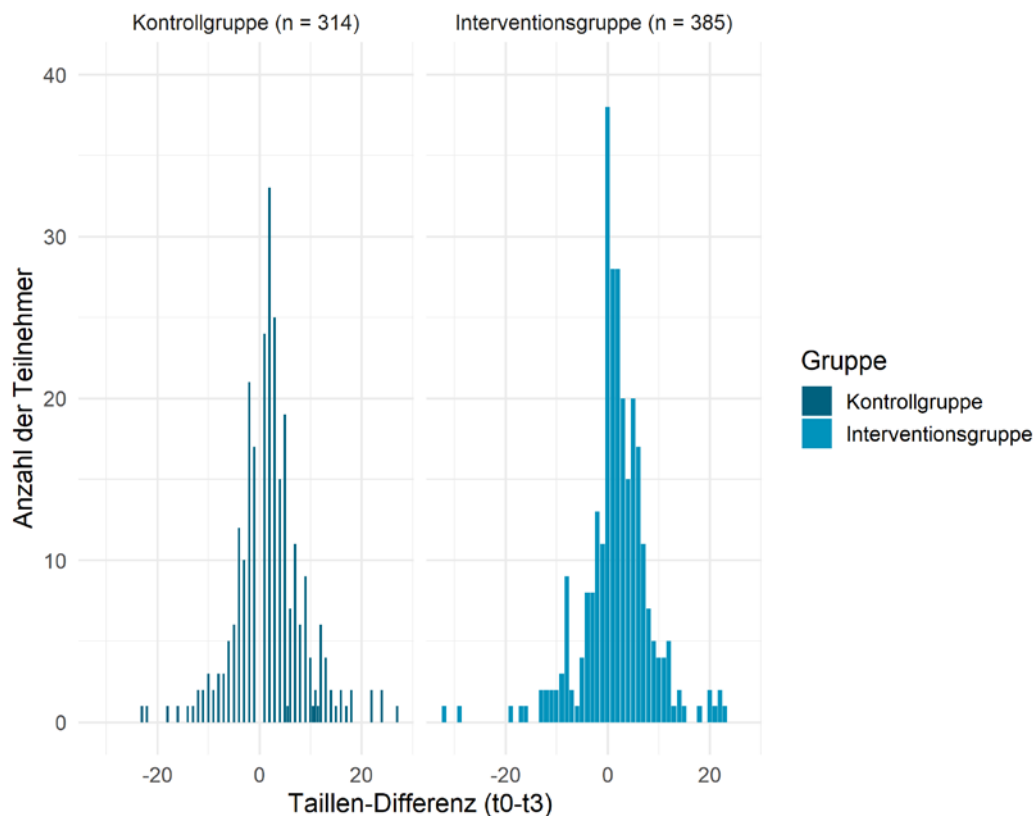 Kontrollgruppe (n = 314)
Interventionsgruppe (n = 385)
40
30
20
10
0
Anzahl der Teilnehmer
-20
0
20
-20
0
20
Taillen-Differenz (t0-t3)
Gruppe
Kontrollgruppe
Interventionsgruppe